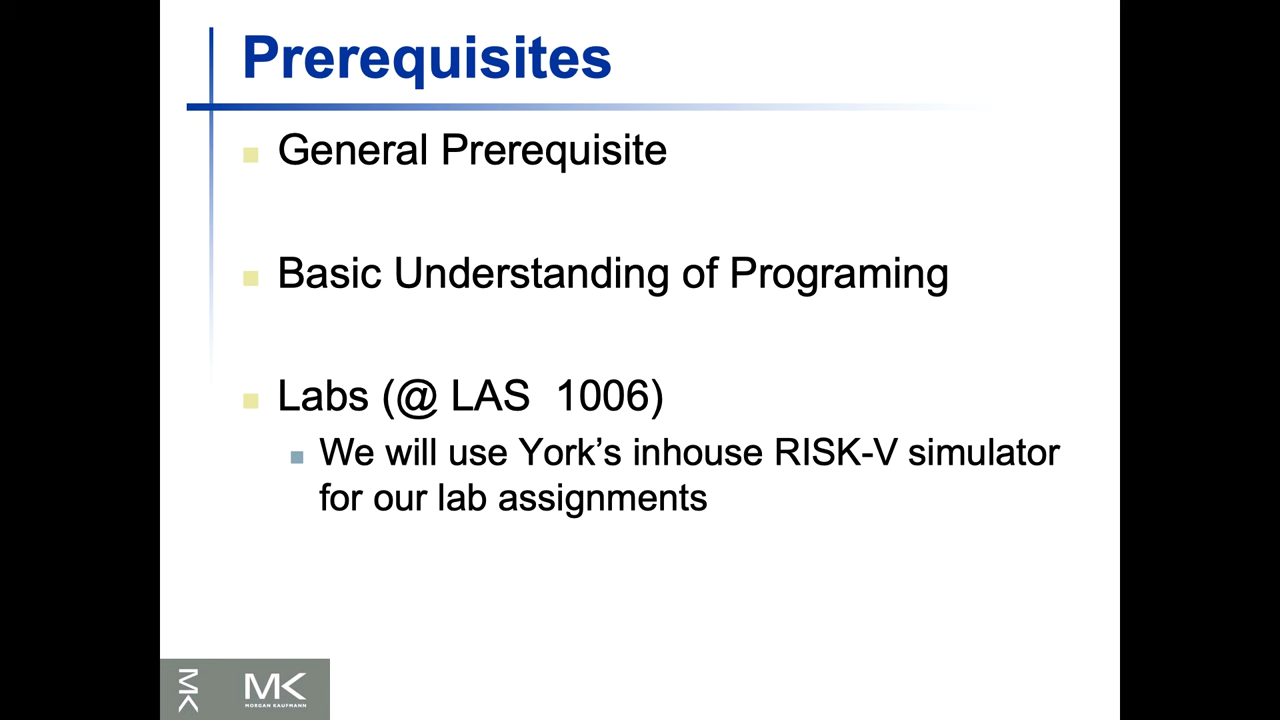 Prerequisites
General Prerequisite
Basic Understanding of Programing
Labs (@ LAS 1006)
We will use York’s inhouse RISK-V simulator
for our lab assignments
MK
MK
MORGAN KAUFMANN